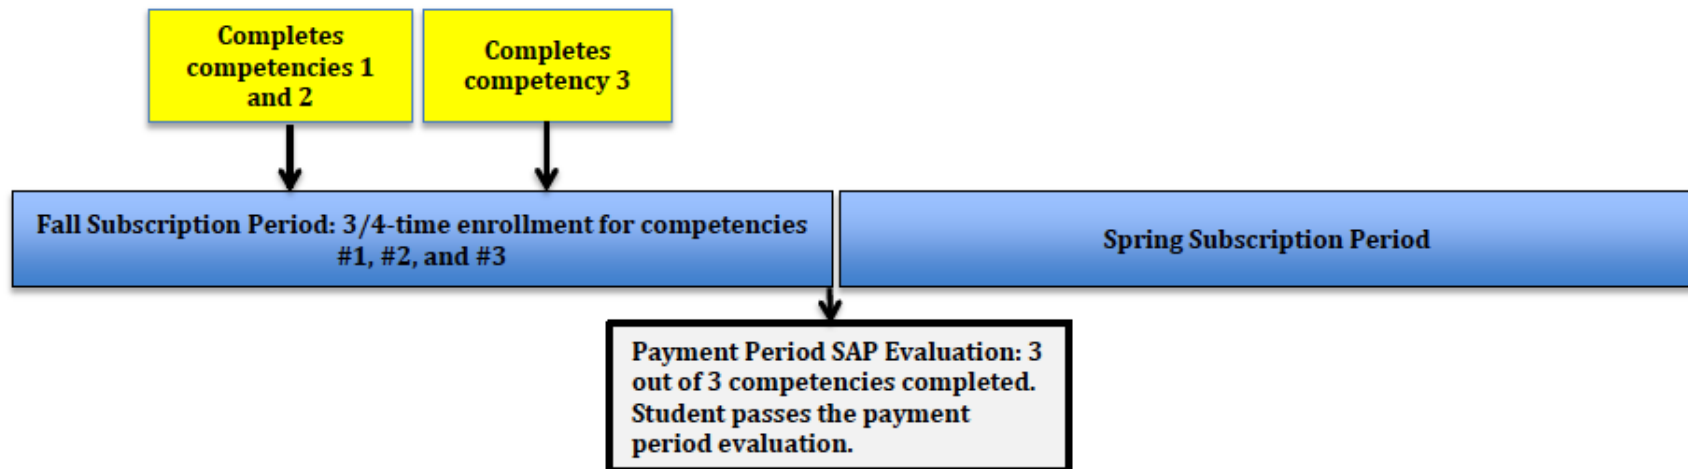 Completes
competencies 1
and 2
Completes
competency 3
Fall Subscription Period: 3/4-time enrollment for competencies
#1, #2, and #3
Spring Subscription Period
Payment Period SAP Evaluation: 3
out of 3 competencies completed.
Student passes the payment
period evaluation.